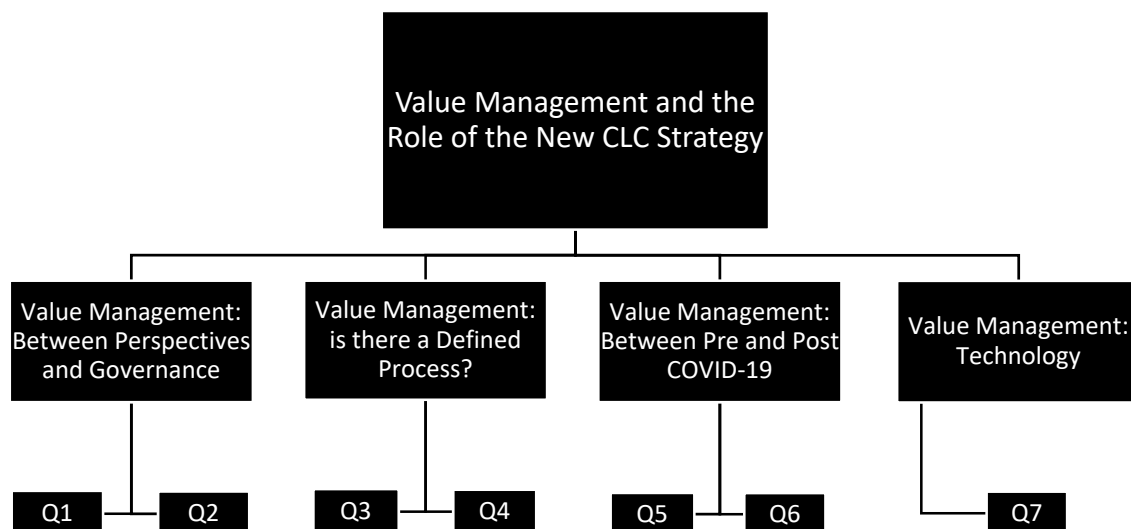 Value Management and the
Role of the New CLC Strategy
Value Management:
Between Perspectives
and Governance
Value Management:
is there a Defined
Process?
Value Management:
Between Pre and Post
COVID-19
Value Management:
Technology
Q1
Q2
Q3
Q4
Q5
Q6
Q7